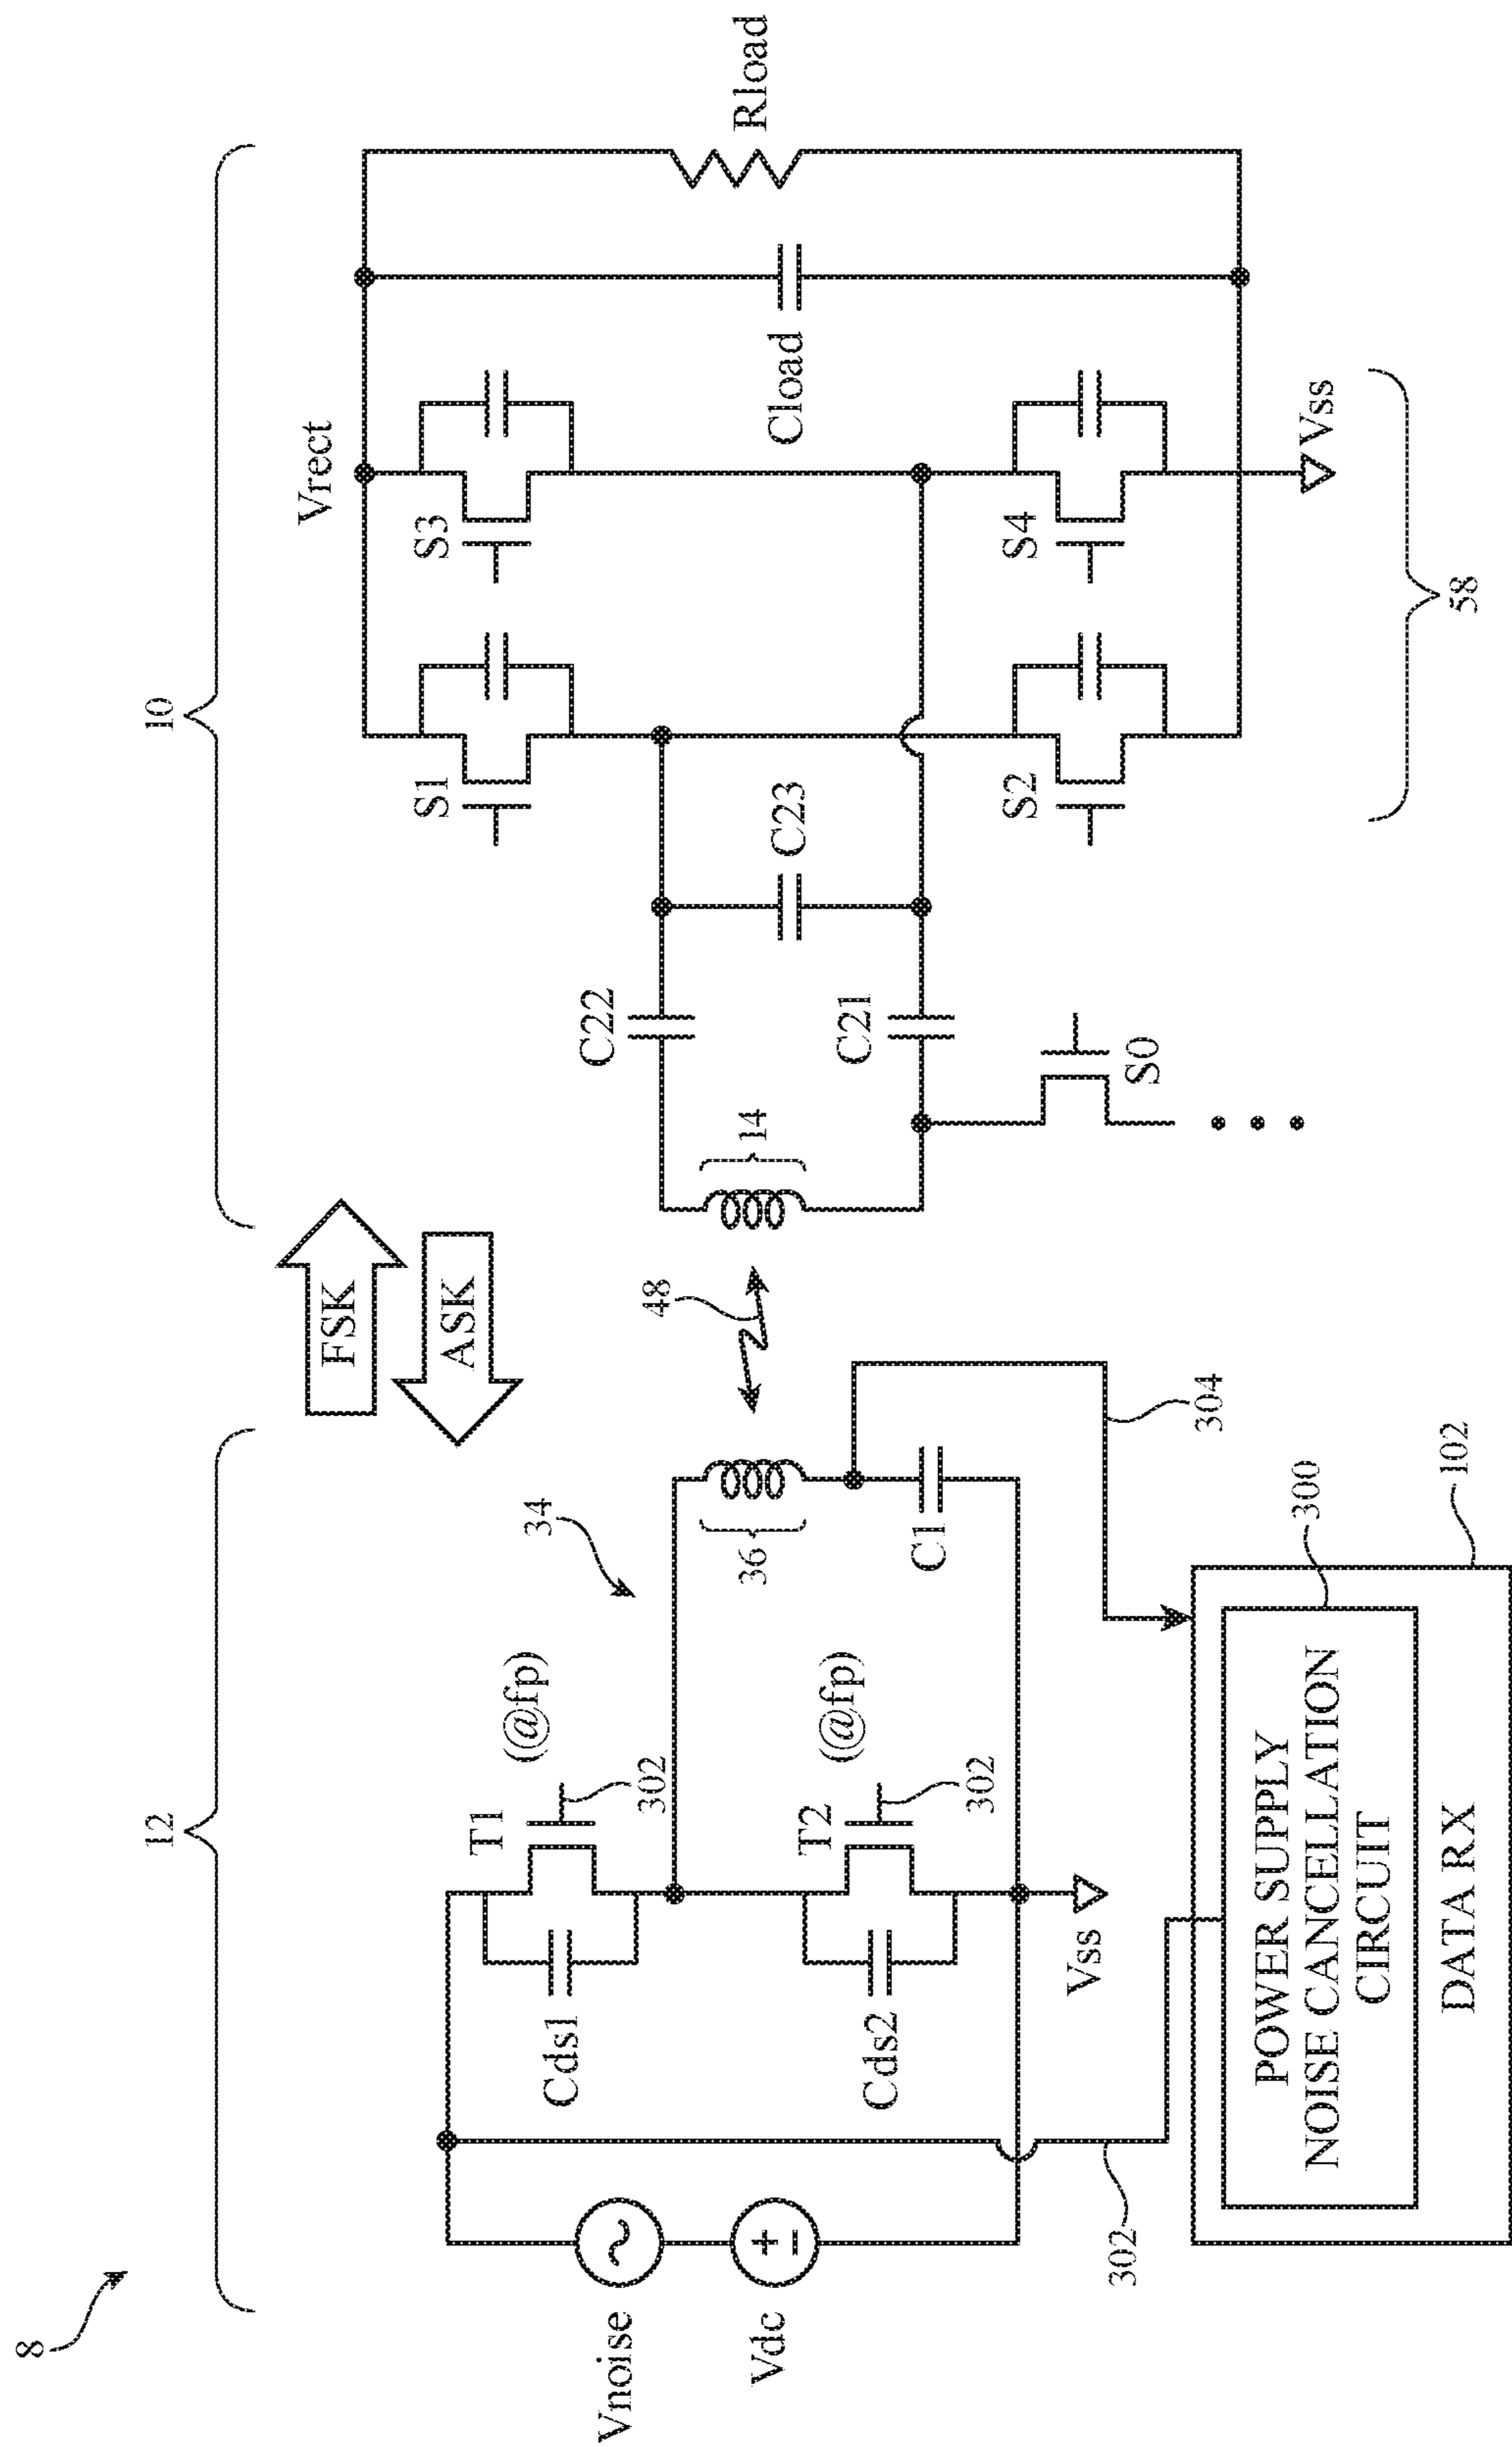 8
12
10
FSK
ASK
Vrect
S1
S3
Vnoise
Vdc
Cds1
T1
(@fp)
302
34
36
48
14
C22
C23
Cload
Rload
Cds2
T2
(@fp)
302
C1
C21
S2
S4
Vss
S0
Vss
58
302
304
POWER SUPPLY
NOISE CANCELLATION
CIRCUIT
DATA RX
300
102